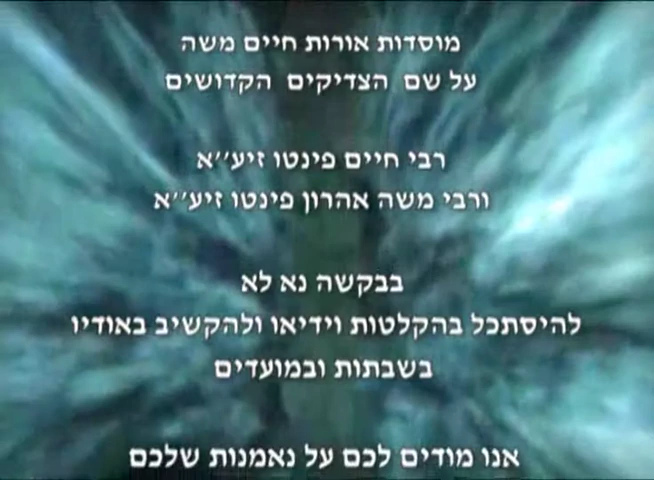 מוסדות אורות חיים משה
על שם הצדיקים הקדושים
רבי חיים פינטו זיע''א
ורבי משה אהרון פינטו זיע''א
בבקשה נא לא
להיסתכל בהקלטות וידיאו ולהקשיב באודיו
בשבתות ובמועדים
אנו מודים לכם על נאמנות שלכם